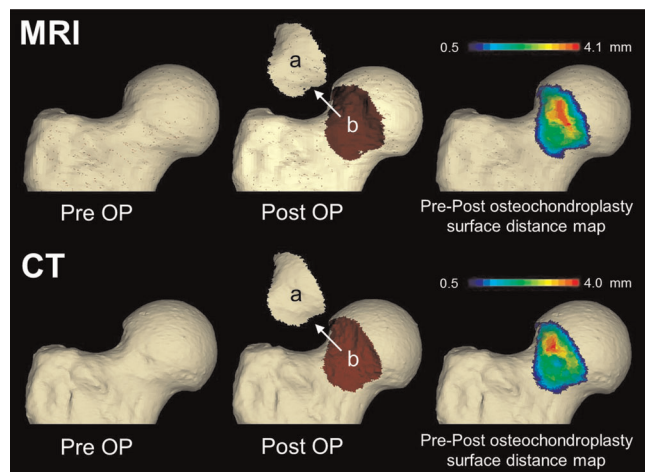 MRI
0.5 4.1 mm
a
b
Pre OP
Post OP
Pre-Post osteochondroplasty
surface distance map
CT
0.5 4.0 mm
a
b
Pre OP
Post OP
Pre-Post osteochondroplasty
surface distance map